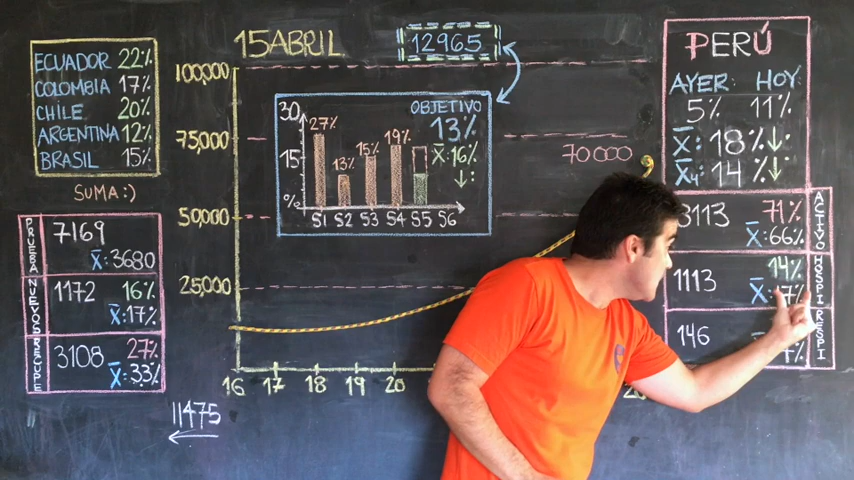 ECUADOR 22%
COLOMBIA 17%
CHILE 20%
ARGENTINA 12%
BRASIL 15%
SUMA :)
PRUEBA
7169
X̄: 3680
NUEVOS
1172 16%
X̄: 17%
RECUPE
3108 27%
X̄: 33%
11475
15 ABRIL
12965
100,000
75,000
50,000
25,000
16 17 18 19 20
70000
30
15
%
27% 13% 15% 19%
S1 S2 S3 S4 S5 S6
OBJETIVO
13%
X̄: 16%
↓:
PERÚ
AYER: HOY:
5% 11%
X̄: 18% ↓:
X̄4: 14% ↓:
3113 71%
X̄: 66%
ACTIVO
1113 14%
X̄: 17%
HOSPI
146
7%
RESPI